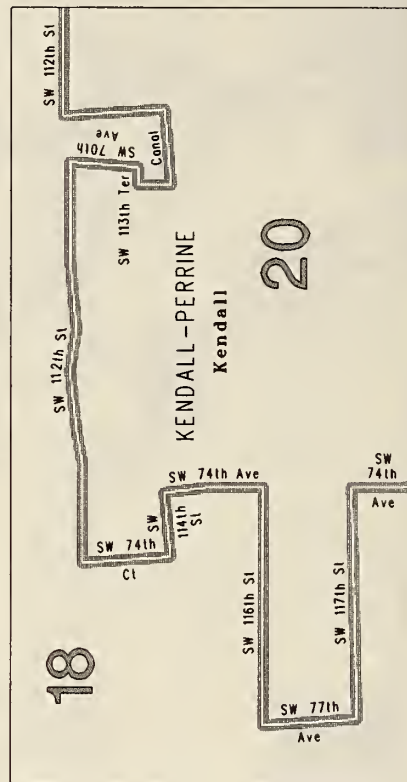 SW 112th St
SW 70th
Ave
Canal
SW 113th Ter
SW 112th St
KENDALL-PERRINE
Kendall
20
SW 74th Ave
SW
114th
St
SW 74th
Ct
SW
74th
Ave
SW 116th St
SW 117th St
18
SW 77th
Ave